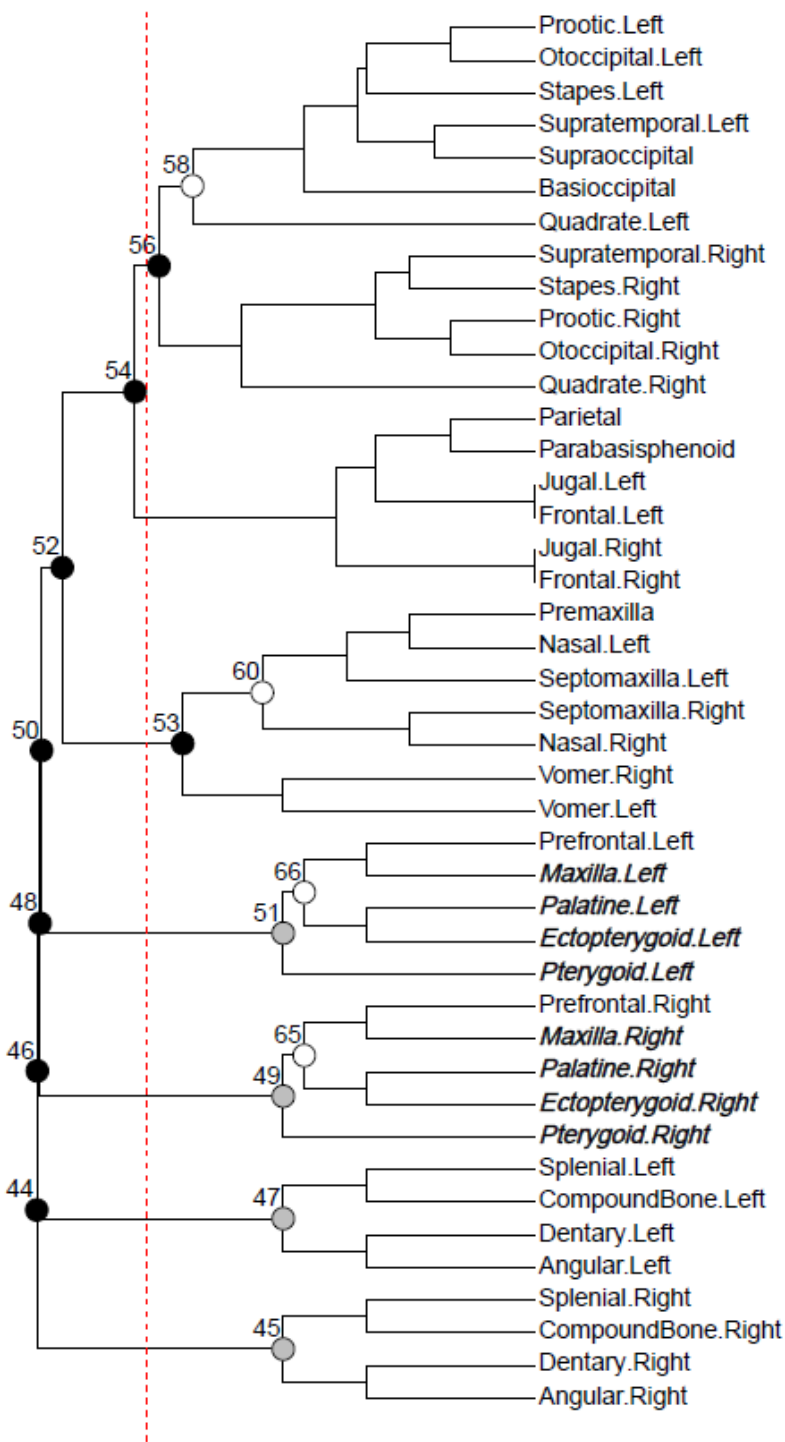 Prootic.Left
Otoccipital.Left
Stapes.Left
Supratemporal.Left
Supraoccipital
58
Basioccipital
Quadrate.Left
56
Supratemporal.Right
Stapes.Right
Prootic.Right
Otoccipital.Right
54
Quadrate.Right
Parietal
Parabasisphenoid
Jugal.Left
Frontal.Left
52
Jugal.Right
Frontal.Right
Premaxilla
Nasal.Left
60
Septomaxilla.Left
Septomaxilla.Right
53
50
Nasal.Right
Vomer.Right
Vomer.Left
Prefrontal.Left
66
Maxilla.Left
48
51
Palatine.Left
Ectopterygoid.Left
Pterygoid.Left
Prefrontal.Right
65
Maxilla.Right
46
49
Palatine.Right
Ectopterygoid.Right
Pterygoid.Right
Splenial.Left
44
47
CompoundBone.Left
Dentary.Left
Angular.Left
Splenial.Right
45
CompoundBone.Right
Dentary.Right
Angular.Right